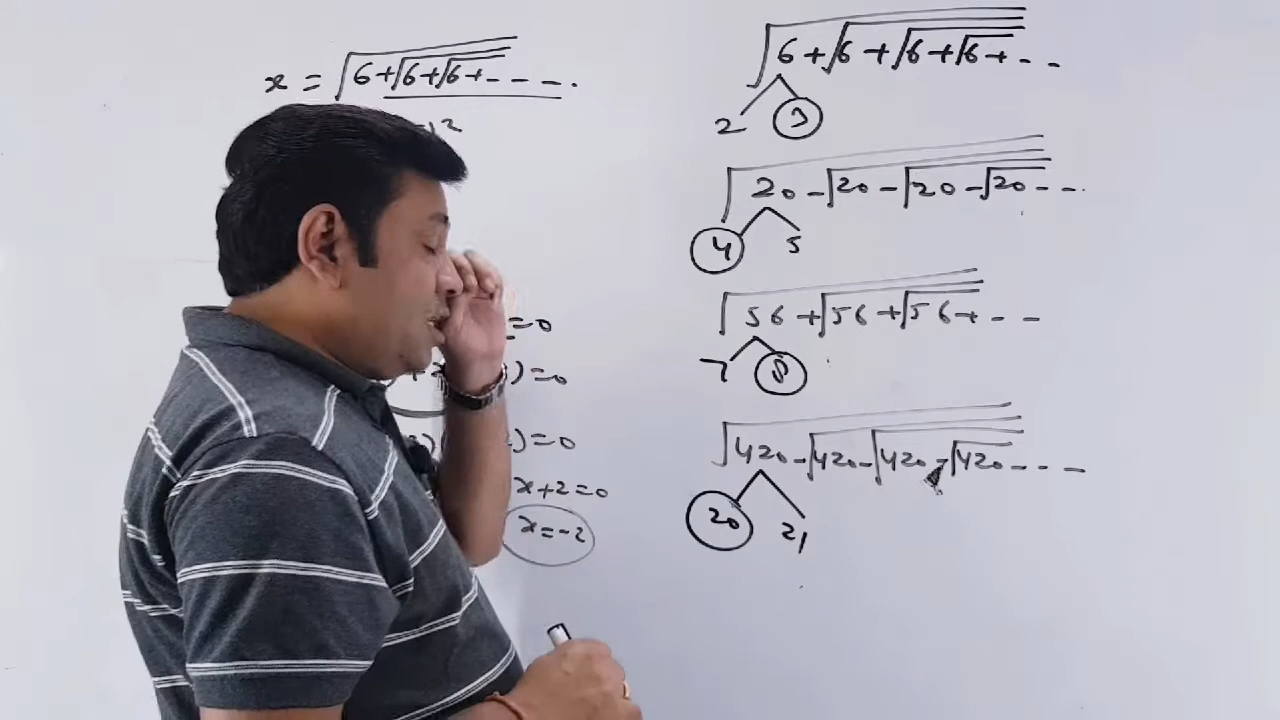 x = √6+√6+√6+- - - -.
2
=0
)=0
)=0
x+2=0
x=-2
√6+√6+√6+√6+- - -
2 3
√20-√20-√20-√20- - -.
4 5
√56+√56+√56+- - -
7 8
√420-√420-√420-√420- - - -
20 21